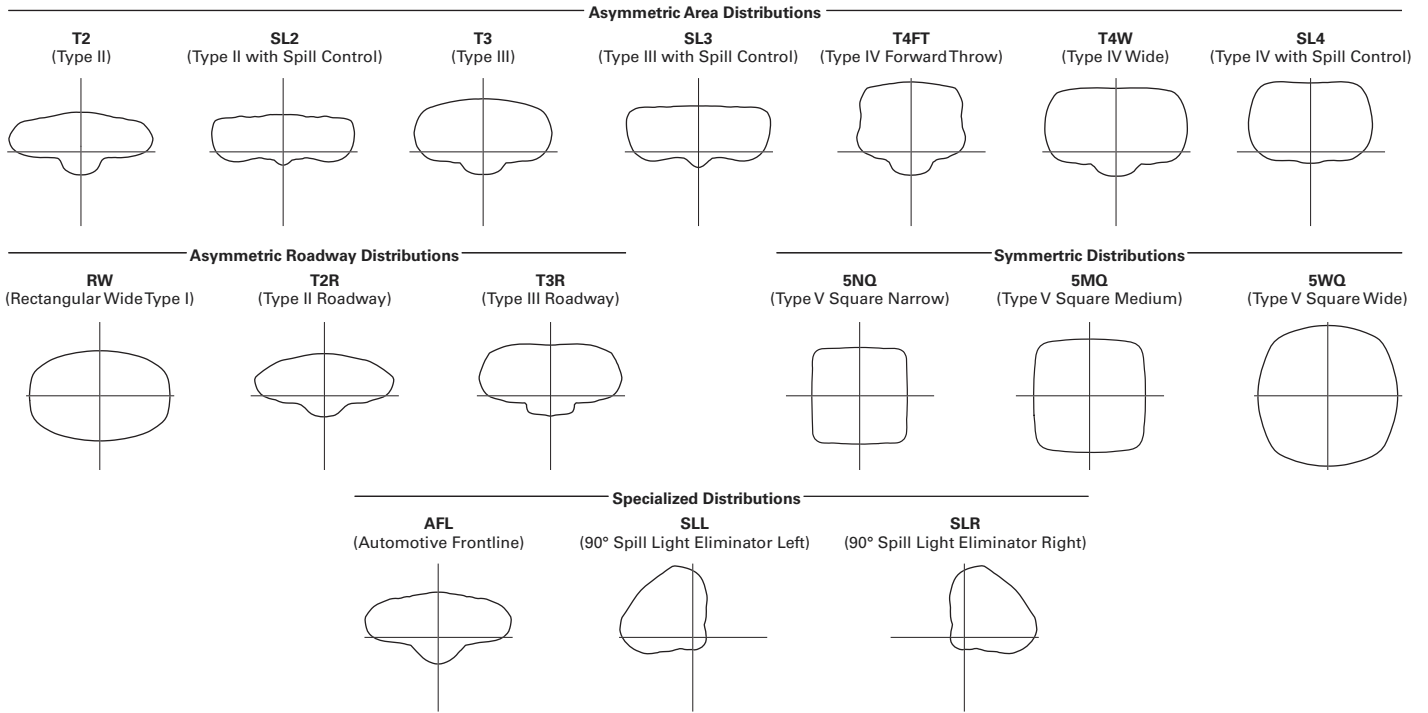 Asymmetric Area Distributions
T2
(Type II)
SL2
(Type II with Spill Control)
T3
(Type III)
SL3
(Type III with Spill Control)
T4FT
(Type IV Forward Throw)
T4W
(Type IV Wide)
SL4
(Type IV with Spill Control)
Asymmetric Roadway Distributions
RW
(Rectangular Wide Type I)
T2R
(Type II Roadway)
T3R
(Type III Roadway)
Symmertric Distributions
5NQ
(Type V Square Narrow)
5MQ
(Type V Square Medium)
5WQ
(Type V Square Wide)
Specialized Distributions
AFL
(Automotive Frontline)
SLL
(90° Spill Light Eliminator Left)
SLR
(90° Spill Light Eliminator Right)